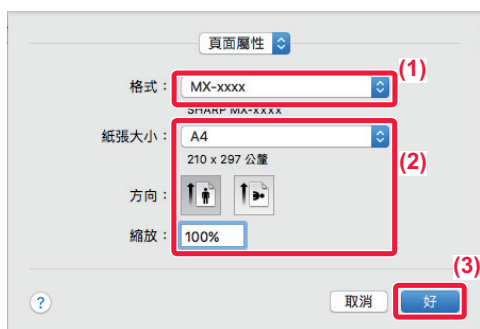 頁面屬性
(1)
格式： MX-xxxx
SHARP MX-xxxx
紙張大小： A4
210 x 297 公釐
(2)
方向：
縮放： 100%
(3)
? 取消 好